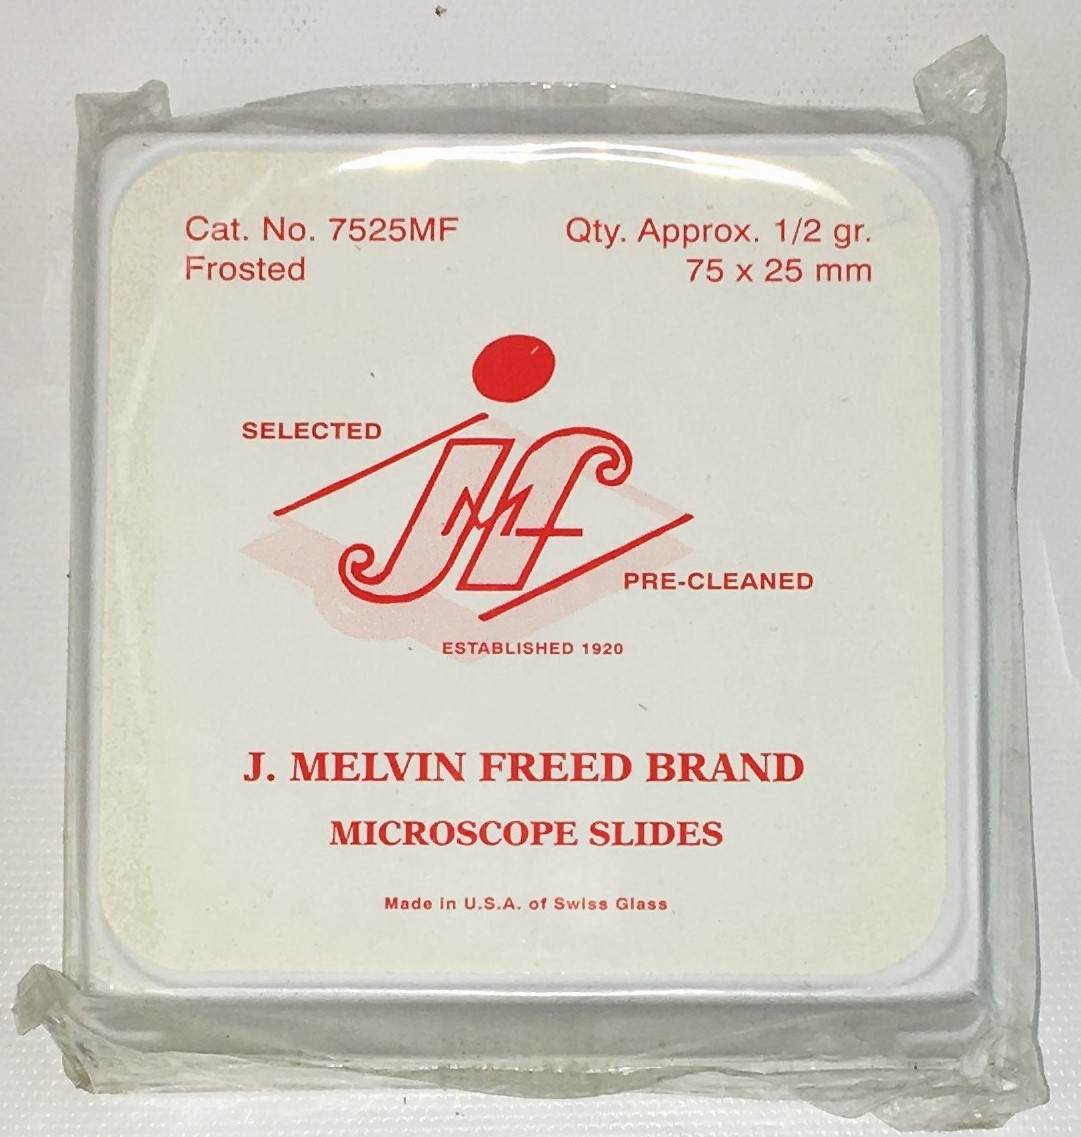 Cat. No. 7525MF
Frosted
Qty. Approx. 1/2 gr.
75 x 25 mm
SELECTED
JMF
PRE-CLEANED
ESTABLISHED 1920
J. MELVIN FREED BRAND
MICROSCOPE SLIDES
Made in U.S.A. of Swiss Glass